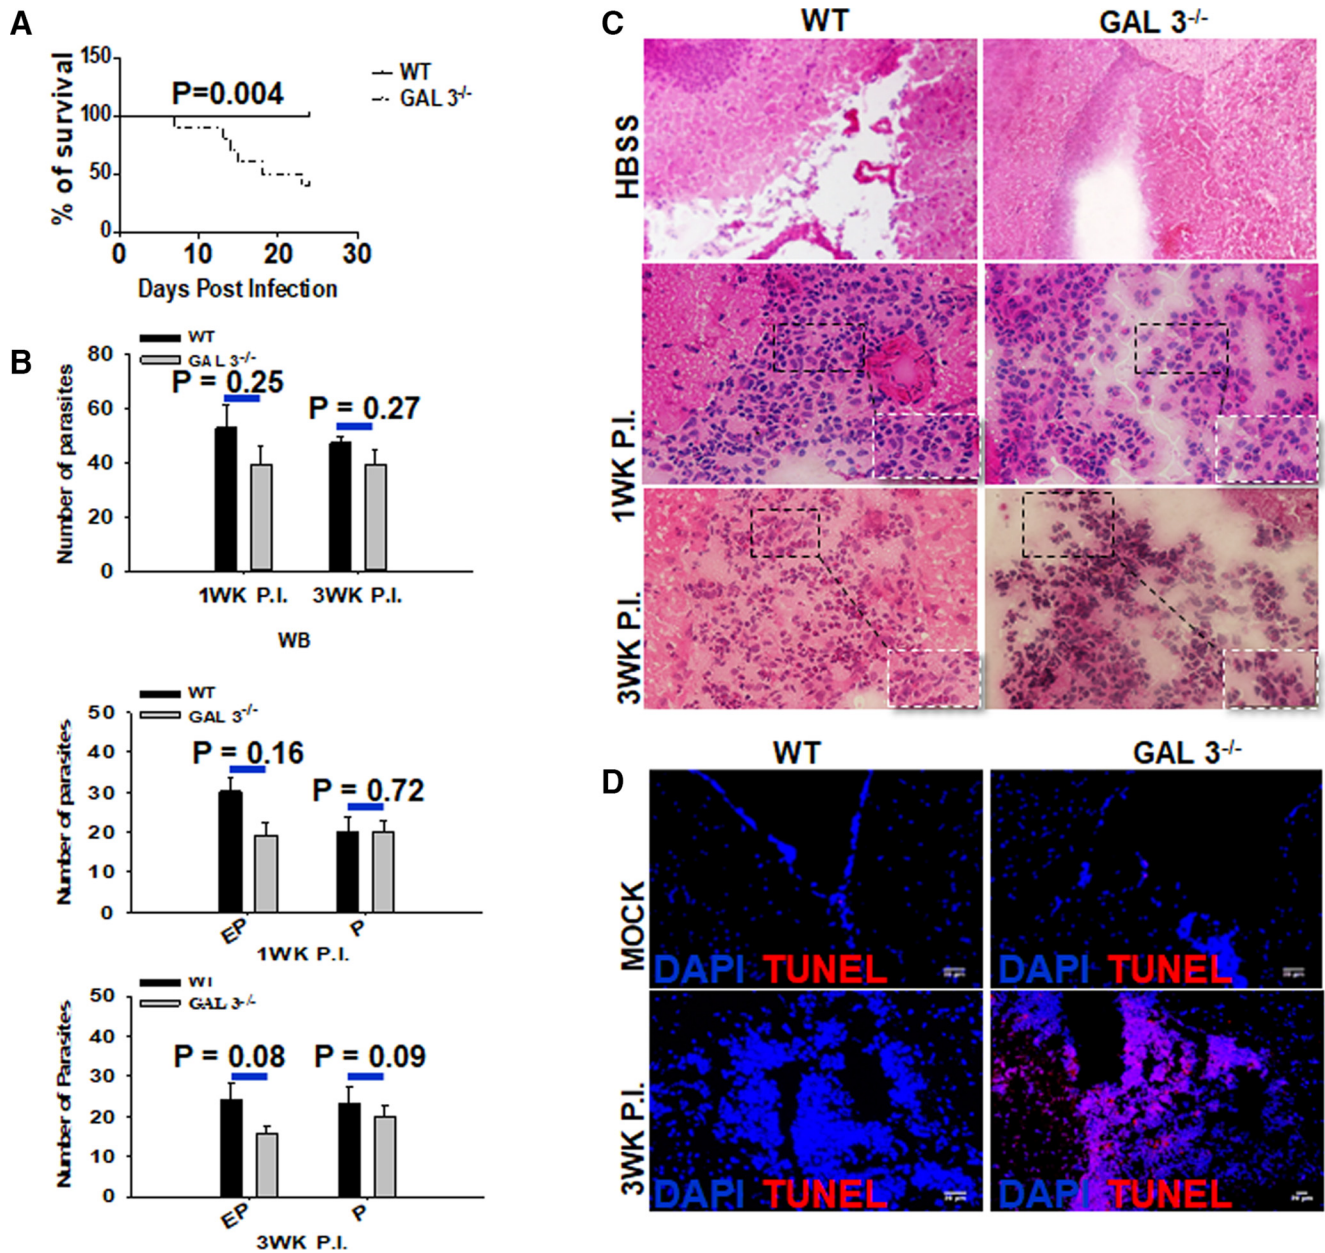 A
150
100
50
0
% of survival
P=0.004
WT
GAL 3-/-
0 10 20 30
Days Post Infection
B
WT
GAL 3-/-
80
60
40
20
0
Number of parasites
P = 0.25
P = 0.27
1WK P.I. 3WK P.I.
WB
WT
GAL 3-/-
50
40
30
20
10
0
Number of parasites
P = 0.16
P = 0.72
EP P
1WK P.I.
WT
GAL 3-/-
50
40
30
20
10
0
Number of Parasites
P = 0.08 P = 0.09
EP P
3WK P.I.
C
WT GAL 3-/-
HBSS
1WK P.I.
3WK P.I.
D
WT GAL 3-/-
MOCK
DAPI TUNEL
DAPI TUNEL
3WK P.I.
DAPI TUNEL
DAPI TUNEL